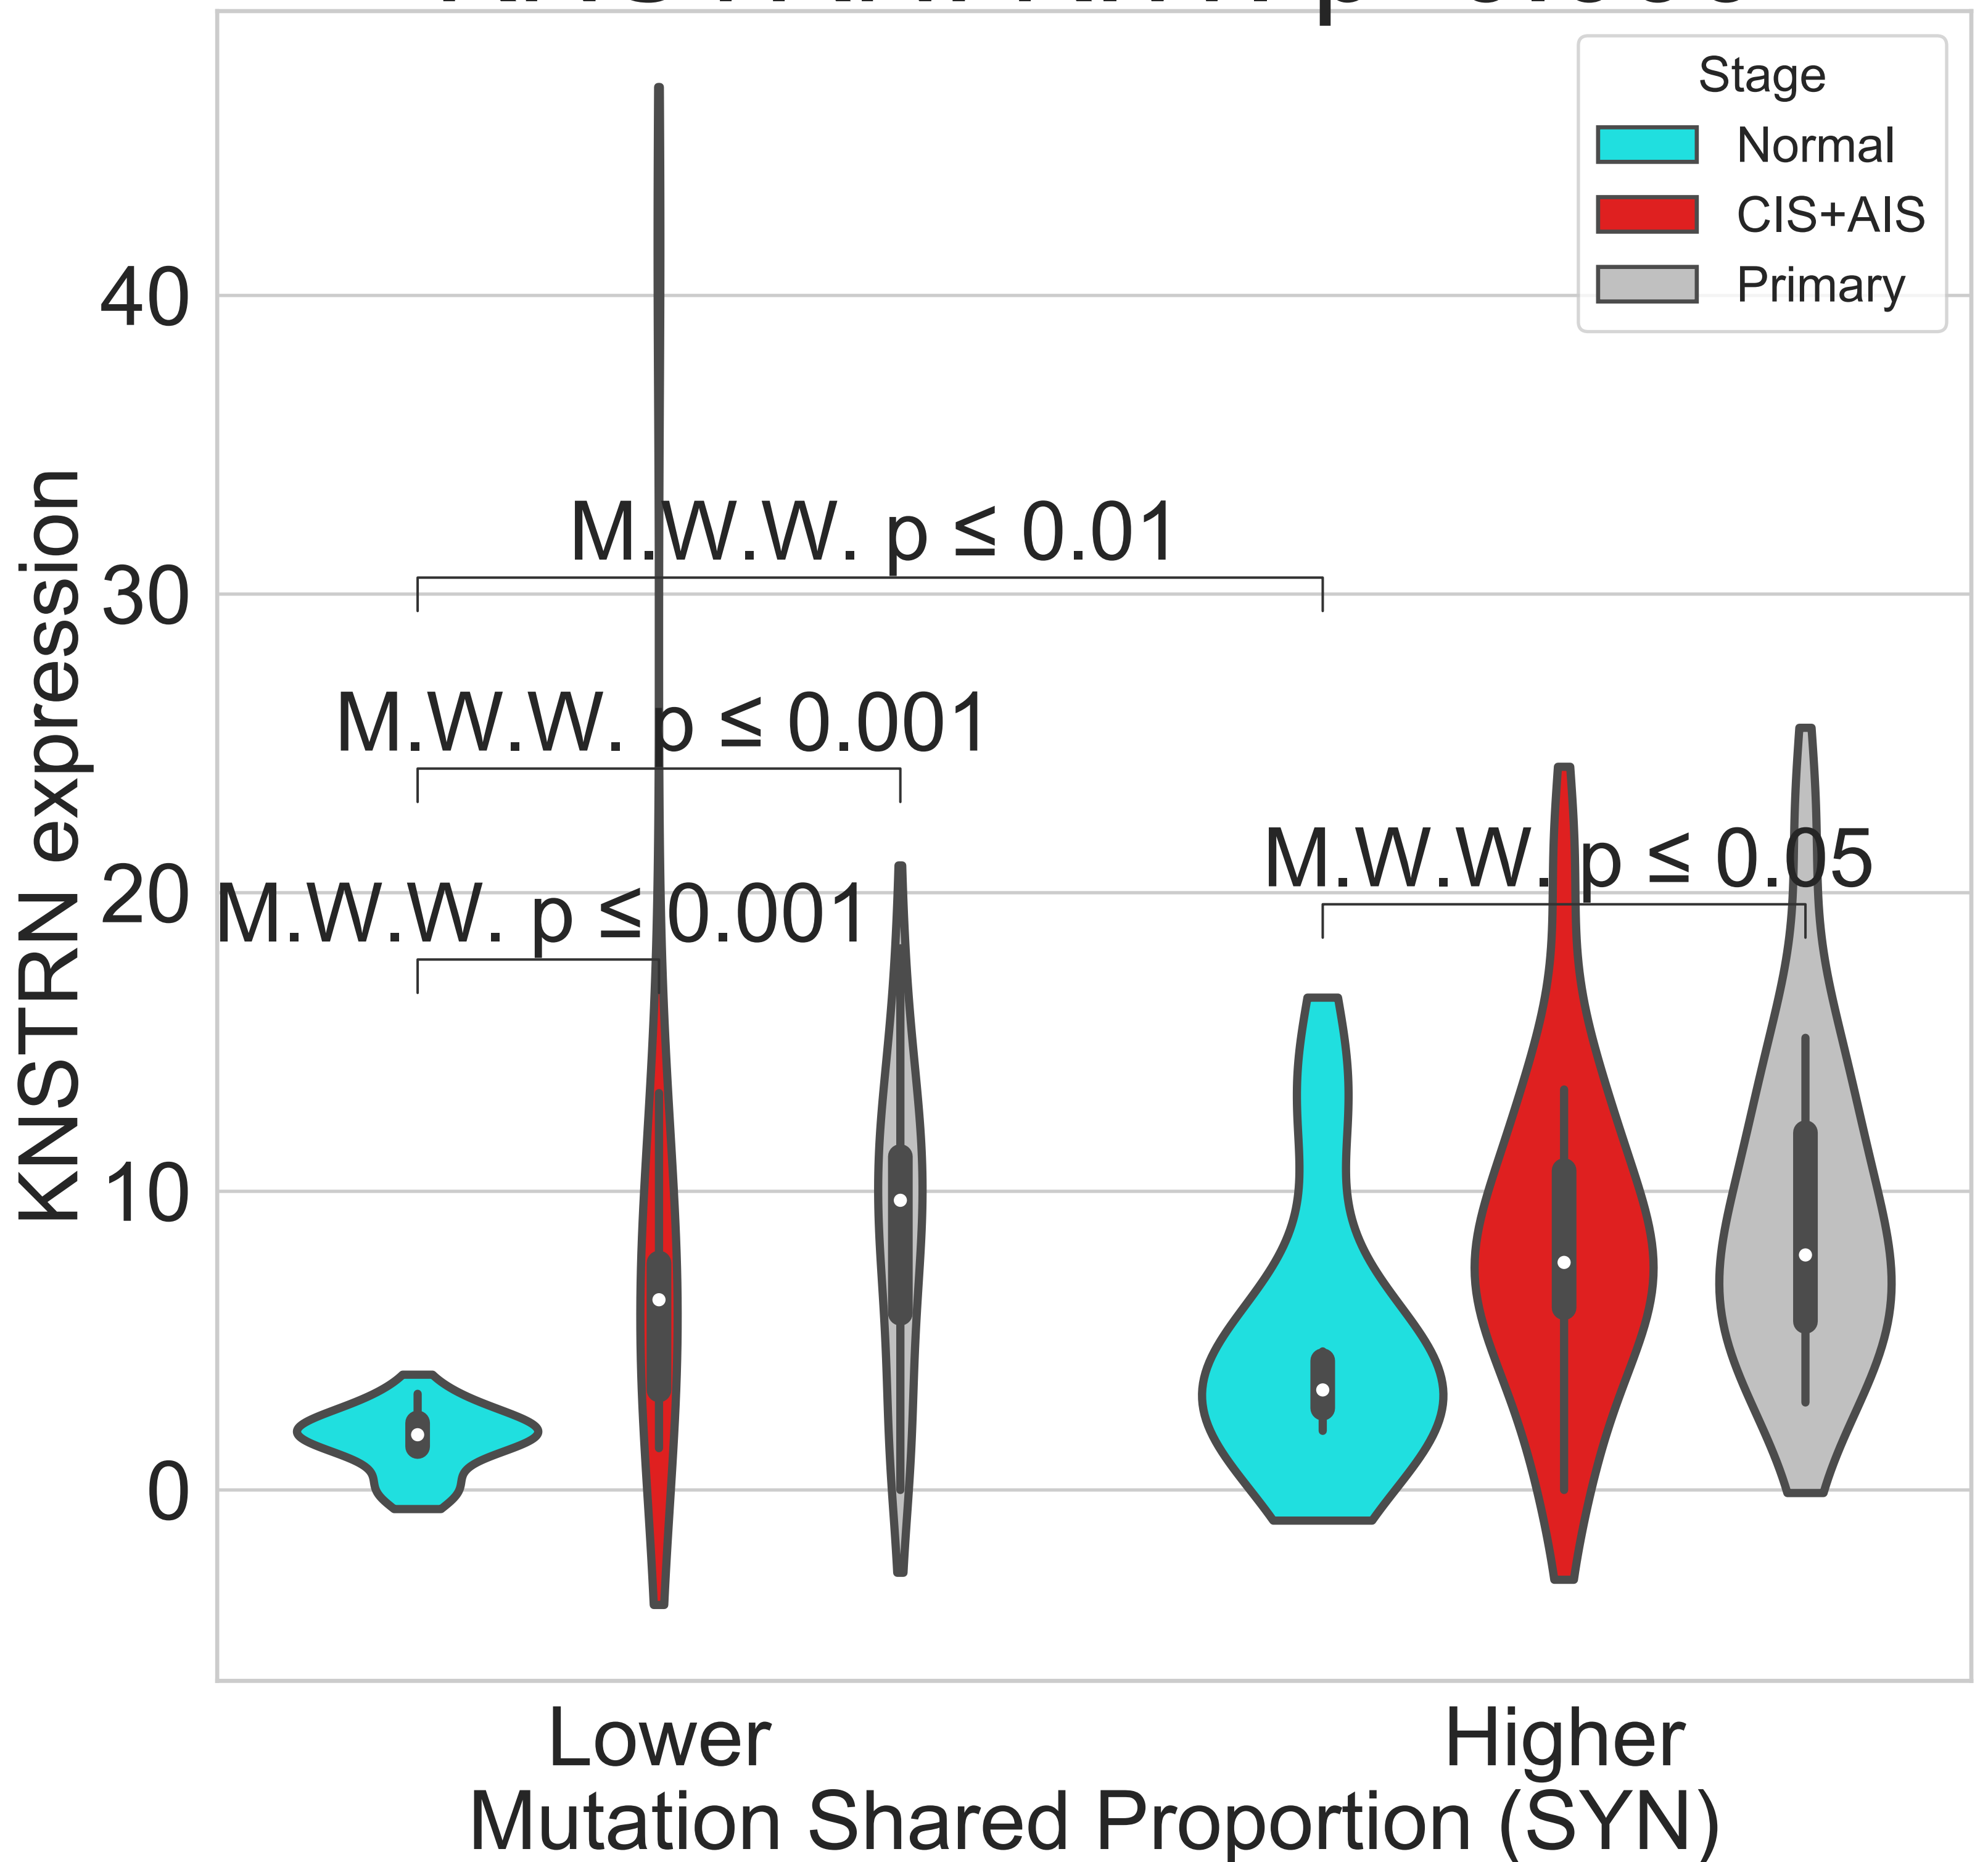 Stage
Normal
CIS+AIS
Primary
40
30
20
10
0
KNSTRN expression
M.W.W. p ≤ 0.01
M.W.W. p ≤ 0.001
M.W.W. p ≤ 0.05
M.W.W. p ≤ 0.001
Lower
Higher
Mutation Shared Proportion (SYN)